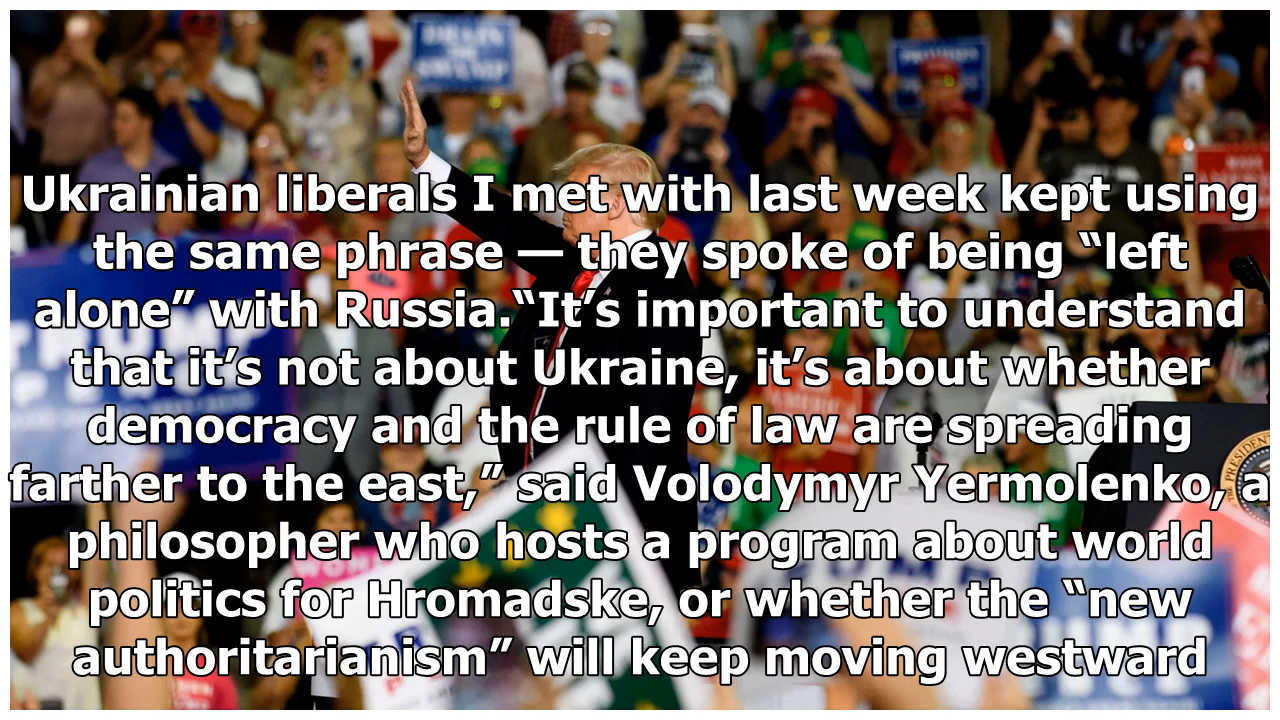 DRAIN
THE
SWAMP
Ukrainian liberals I met with last week kept using
the same phrase — they spoke of being “left
alone” with Russia. “It’s important to understand
that it’s not about Ukraine, it’s about whether
democracy and the rule of law are spreading
farther to the east,” said Volodymyr Yermolenko, a
philosopher who hosts a program about world
politics for Hromadske, or whether the “new
authoritarianism” will keep moving westward